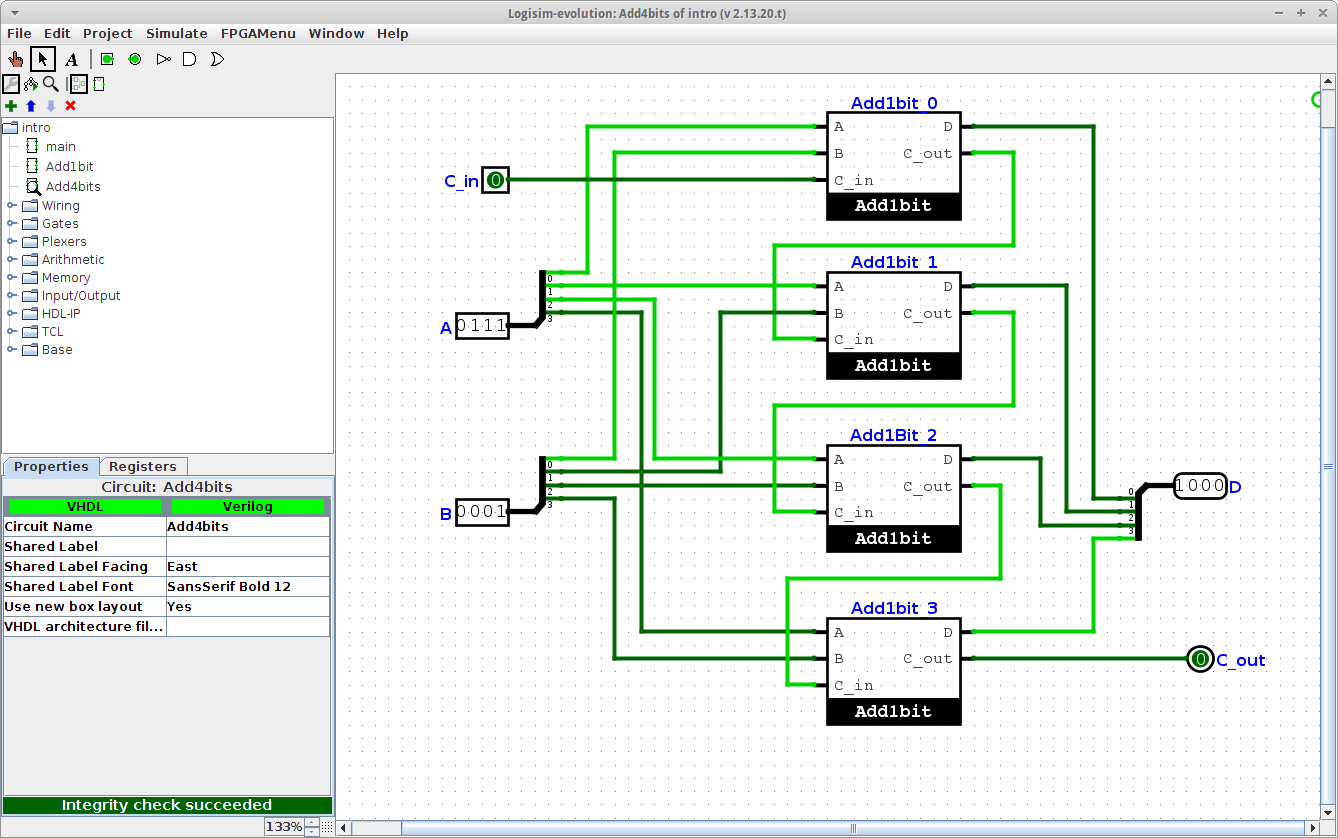 Logisim-evolution: Add4bits of intro (v 2.13.20.t)
File Edit Project Simulate FPGAMenu Window Help
A
intro
main
Add1bit
Add4bits
Wiring
Gates
Plexers
Arithmetic
Memory
Input/Output
HDL-IP
TCL
Base
Properties Registers
Circuit: Add4bits
VHDL Verilog
Circuit Name Add4bits
Shared Label
Shared Label Facing East
Shared Label Font SansSerif Bold 12
Use new box layout Yes
VHDL architecture fil...
Integrity check succeeded
133%
C_in 0
A 0111
0
1
2
3
B 0001
0
1
2
3
Add1bit_0
A D
B C_out
C_in
Add1bit
Add1bit_1
A D
B C_out
C_in
Add1bit
Add1Bit_2
A D
B C_out
C_in
Add1bit
Add1bit_3
A D
B C_out
C_in
Add1bit
0
1
2
3
1000 D
0 C_out